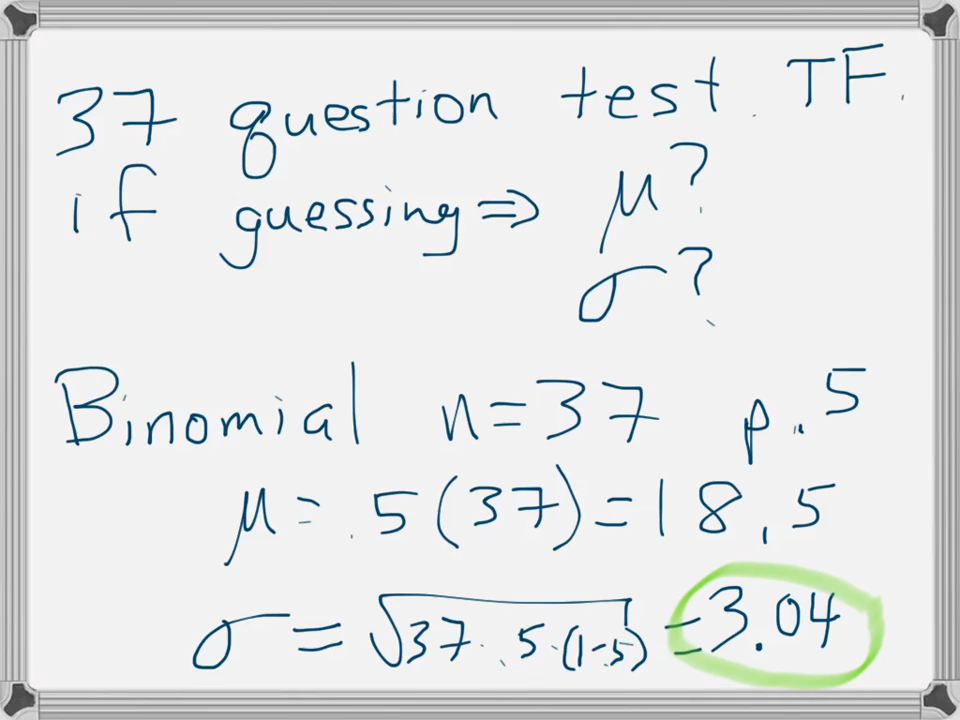 37 question test TF.
if guessing ⇒ μ?
σ?
Binomial n=37 p .5
μ = .5(37) = 18.5
σ = √37 · .5 · (1-.5) = 3.04